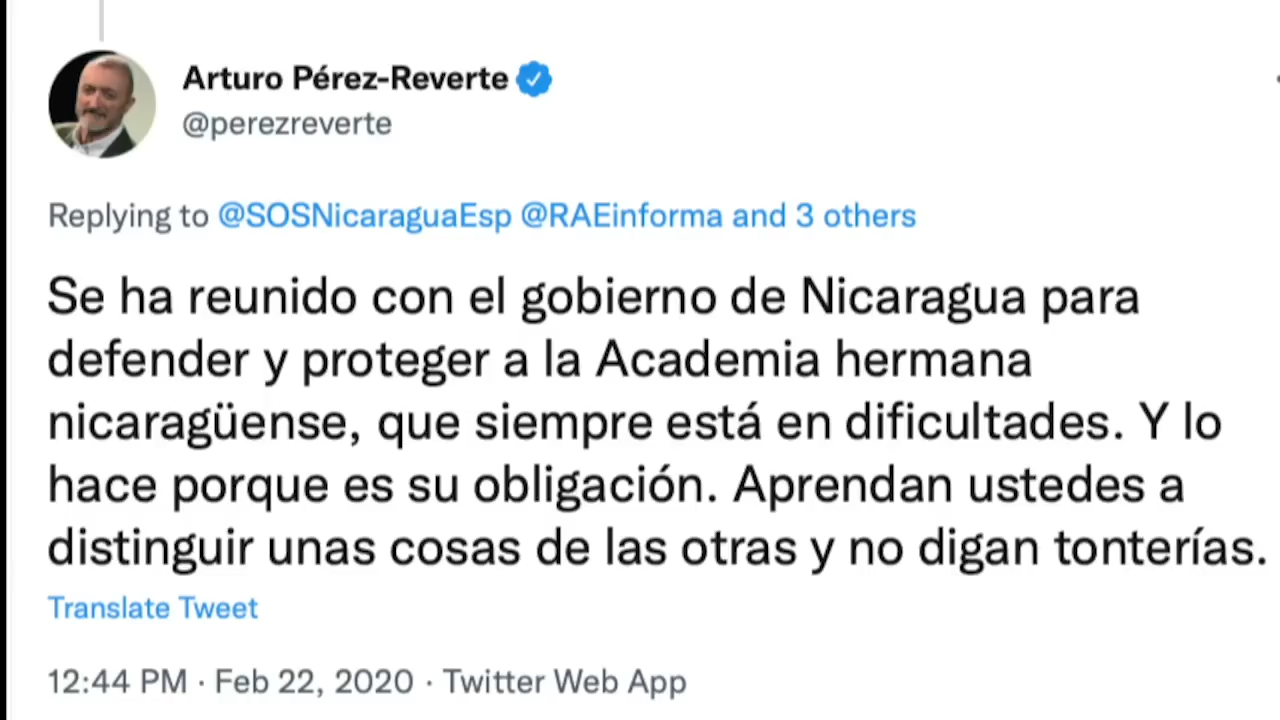 Arturo Pérez-Reverte
@perezreverte
Replying to @SOSNicaraguaEsp @RAEinforma and 3 others
Se ha reunido con el gobierno de Nicaragua para
defender y proteger a la Academia hermana
nicaragüense, que siempre está en dificultades. Y lo
hace porque es su obligación. Aprendan ustedes a
distinguir unas cosas de las otras y no digan tonterías.
Translate Tweet
12:44 PM · Feb 22, 2020 · Twitter Web App